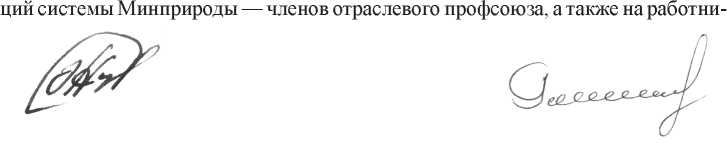 ций системы Минприроды — членов отраслевого профсоюза, а также на работни-